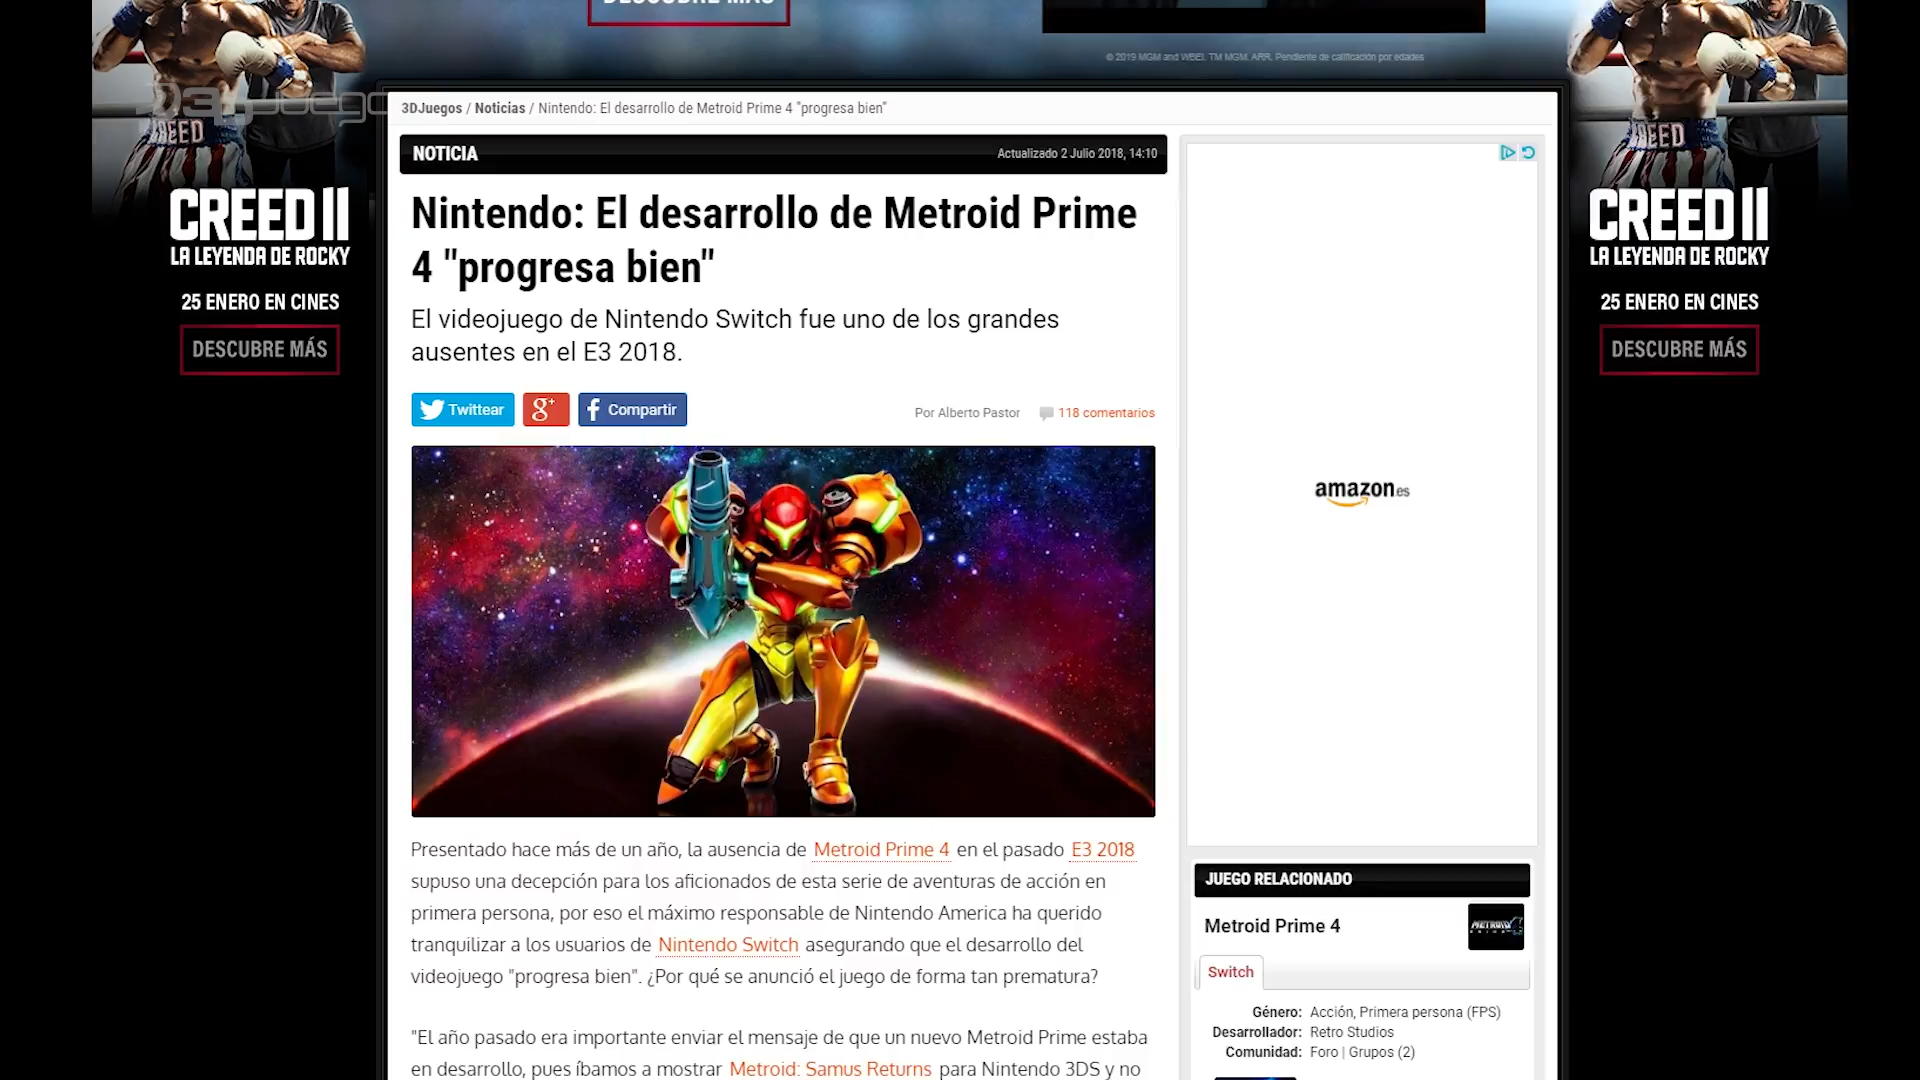 DESCUBRE MÁS
© 2019 MGM and WBEI. TM MGM. ARR. Pendiente de calificación por edades
3DJuegos / Noticias / Nintendo: El desarrollo de Metroid Prime 4 "progresa bien"
NOTICIA
Actualizado 2 Julio 2018, 14:10
Nintendo: El desarrollo de Metroid Prime
4 "progresa bien"
El videojuego de Nintendo Switch fue uno de los grandes
ausentes en el E3 2018.
Twittear
g+
f Compartir
Por Alberto Pastor
118 comentarios
Presentado hace más de un año, la ausencia de Metroid Prime 4 en el pasado E3 2018
supuso una decepción para los aficionados de esta serie de aventuras de acción en
primera persona, por eso el máximo responsable de Nintendo America ha querido
tranquilizar a los usuarios de Nintendo Switch asegurando que el desarrollo del
videojuego "progresa bien". ¿Por qué se anunció el juego de forma tan prematura?
"El año pasado era importante enviar el mensaje de que un nuevo Metroid Prime estaba
en desarrollo, pues íbamos a mostrar Metroid: Samus Returns para Nintendo 3DS y no
amazon.es
JUEGO RELACIONADO
Metroid Prime 4
METROID
PRIME 4
Switch
Género: Acción, Primera persona (FPS)
Desarrollador: Retro Studios
Comunidad: Foro | Grupos (2)
3DJuegos
CREED
CREED II
LA LEYENDA DE ROCKY
25 ENERO EN CINES
DESCUBRE MÁS
CREED
CREED II
LA LEYENDA DE ROCKY
25 ENERO EN CINES
DESCUBRE MÁS